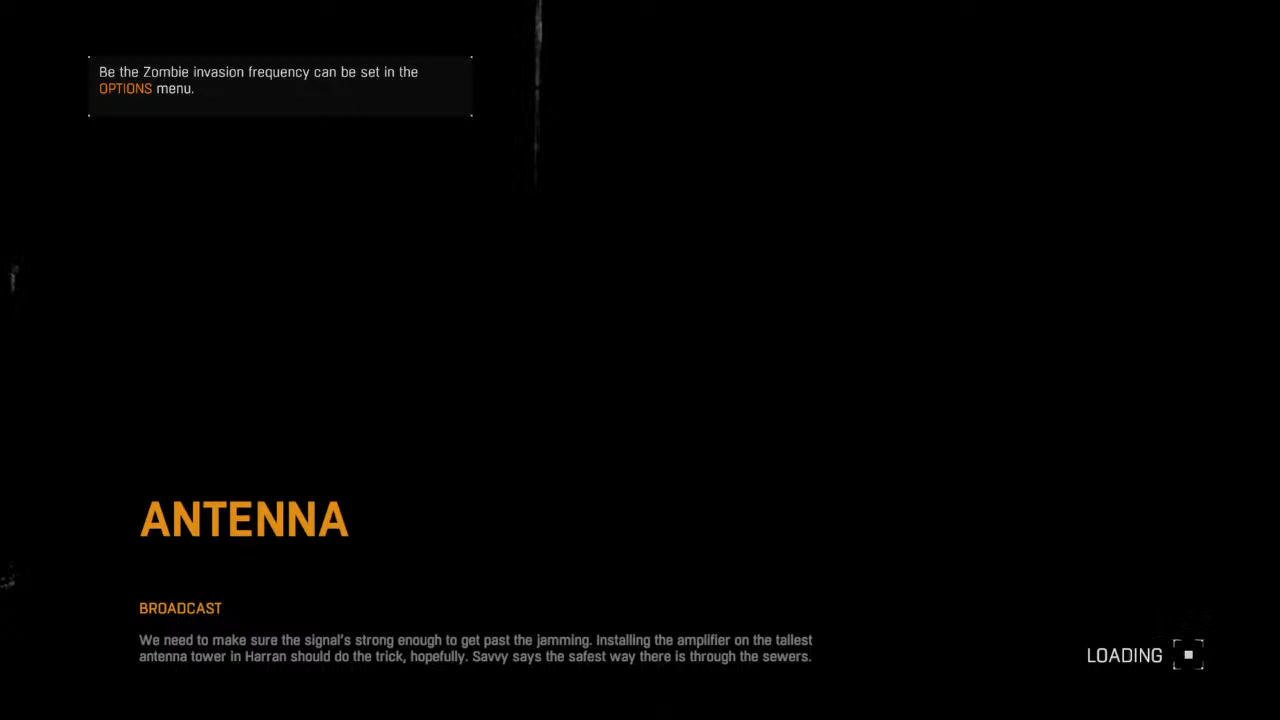 Be the Zombie invasion frequency can be set in the
OPTIONS menu.
ANTENNA
BROADCAST
We need to make sure the signal's strong enough to get past the jamming. Installing the amplifier on the tallest
antenna tower in Harran should do the trick, hopefully. Savvy says the safest way there is through the sewers.
LOADING